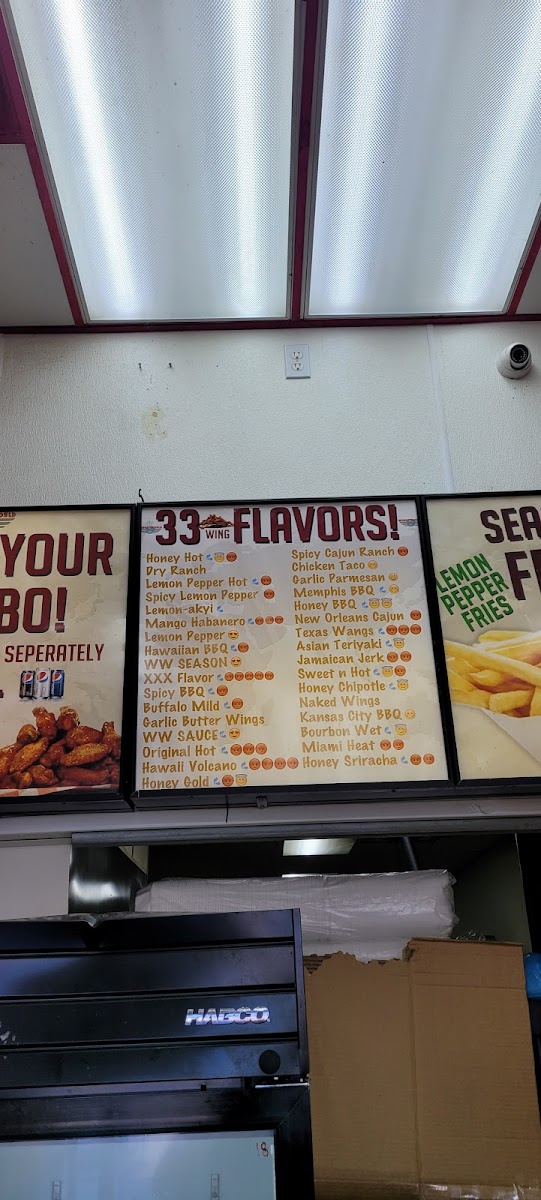 ORLD
YOUR
BO!
SEPERATELY
33 WING FLAVORS!
Honey Hot
Dry Ranch
Lemon Pepper Hot
Spicy Lemon Pepper
Lemon-akyi
Mango Habanero
Lemon Pepper
Hawaiian BBQ
WW SEASON
XXX Flavor
Spicy BBQ
Buffalo Mild
Garlic Butter Wings
WW SAUCE
Original Hot
Hawaii Volcano
Honey Gold
Spicy Cajun Ranch
Chicken Taco
Garlic Parmesan
Memphis BBQ
Honey BBQ
New Orleans Cajun
Texas Wangs
Asian Teriyaki
Jamaican Jerk
Sweet n Hot
Honey Chipotle
Naked Wings
Kansas City BBQ
Bourbon Wet
Miami Heat
Honey Sriracha
SEA
FR
LEMON
PEPPER
FRIES
HABCO